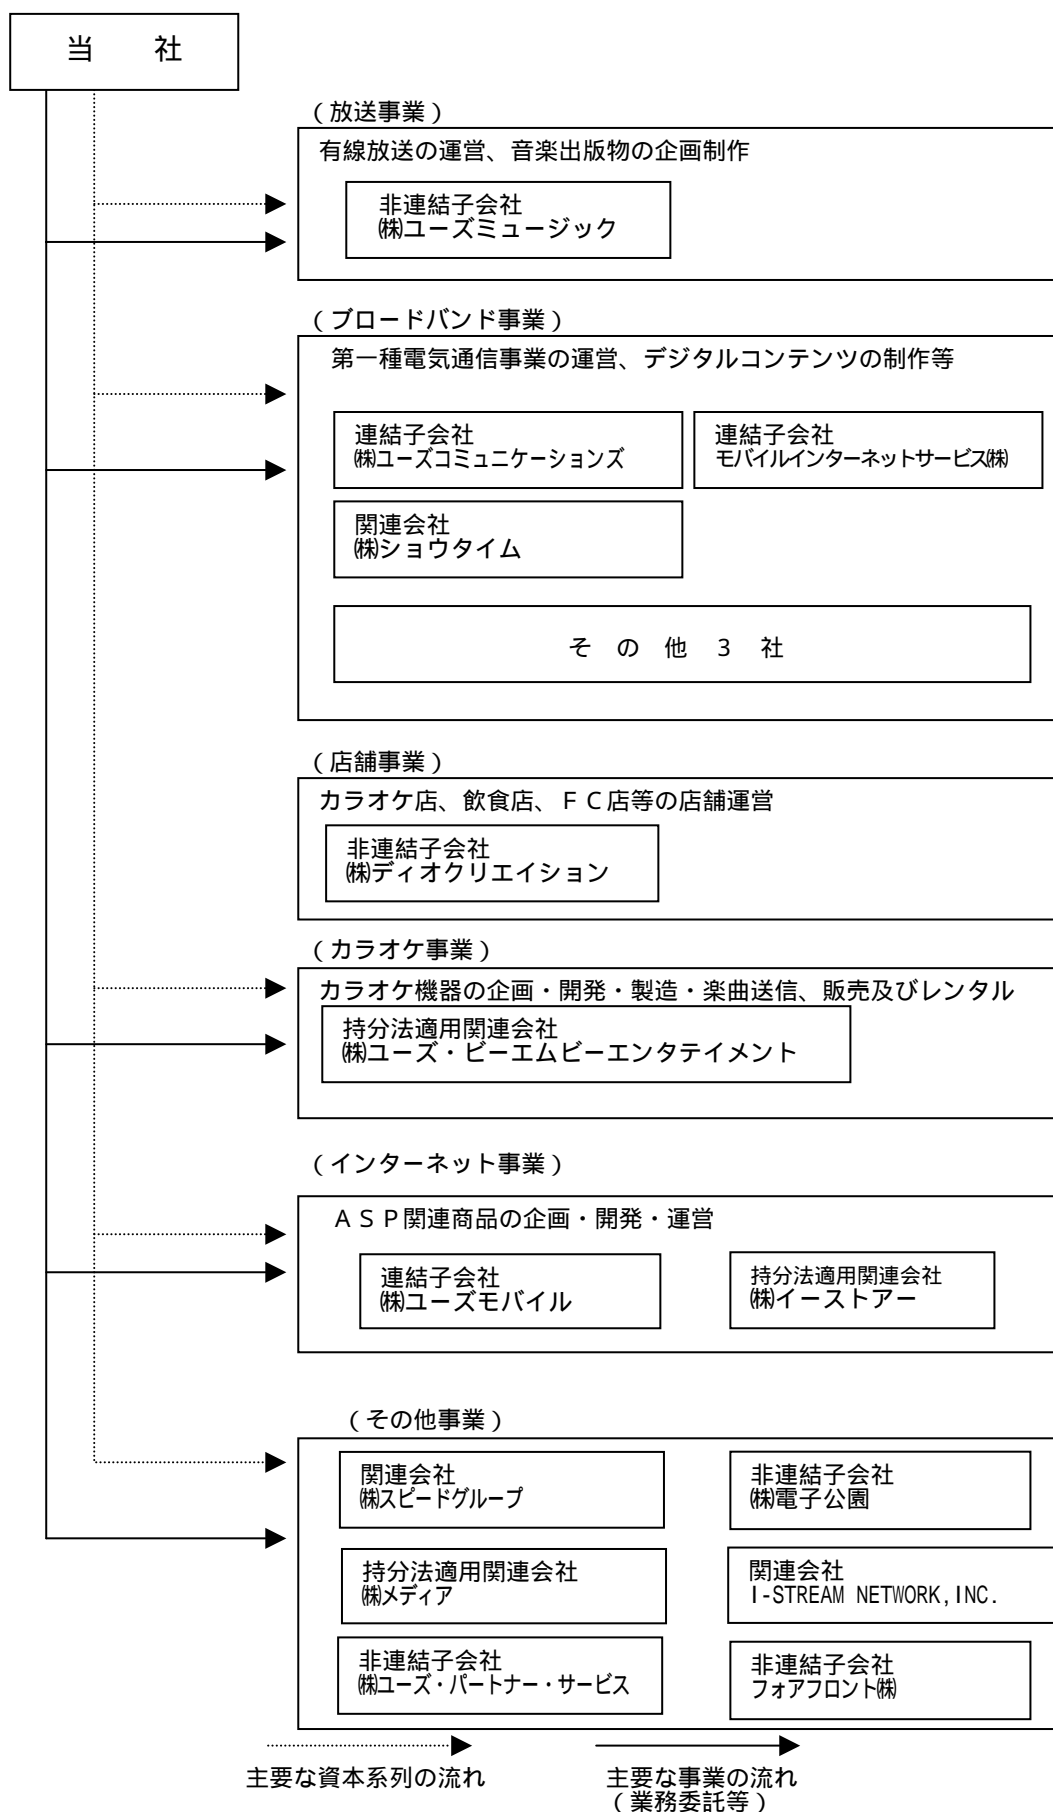 当　社
（放送事業）
有線放送の運営、音楽出版物の企画制作
非連結子会社
㈱ユーズミュージック
（ブロードバンド事業）
第一種電気通信事業の運営、デジタルコンテンツの制作等
連結子会社
㈱ユーズコミュニケーションズ
連結子会社
モバイルインターネットサービス㈱
関連会社
㈱ショウタイム
そ　の　他　３　社
（店舗事業）
カラオケ店、飲食店、ＦＣ店等の店舗運営
非連結子会社
㈱ディオクリエイション
（カラオケ事業）
カラオケ機器の企画・開発・製造・楽曲送信、販売及びレンタル
持分法適用関連会社
㈱ユーズ・ビーエムビーエンタテイメント
（インターネット事業）
ＡＳＰ関連商品の企画・開発・運営
連結子会社
㈱ユーズモバイル
持分法適用関連会社
㈱イーストアー
（その他事業）
関連会社
㈱スピードグループ
非連結子会社
㈱電子公園
持分法適用関連会社
㈱メディア
関連会社
I-STREAM NETWORK,INC.
非連結子会社
㈱ユーズ・パートナー・サービス
非連結子会社
フォアフロント㈱
主要な資本系列の流れ
主要な事業の流れ
（業務委託等）